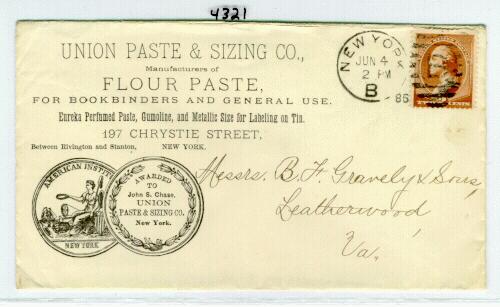 4321
UNION PASTE & SIZING CO.,
Manufacturers of
FLOUR PASTE,
FOR BOOKBINDERS AND GENERAL USE.
Eureka Perfumed Paste, Gumoline, and Metallic Size for Labeling on Tin.
197 CHRYSTIE STREET,
Between Rivington and Stanton, NEW YORK.
NEW YORK
JUN 4
2 PM
B
86
CENTS
AMERICAN INSTITU
NEW YORK
AWARDED
TO
John S. Chase,
UNION
PASTE & SIZING CO.
New York.
Messrs. B. F. Gravely & Sons,
Leatherwood
Va.